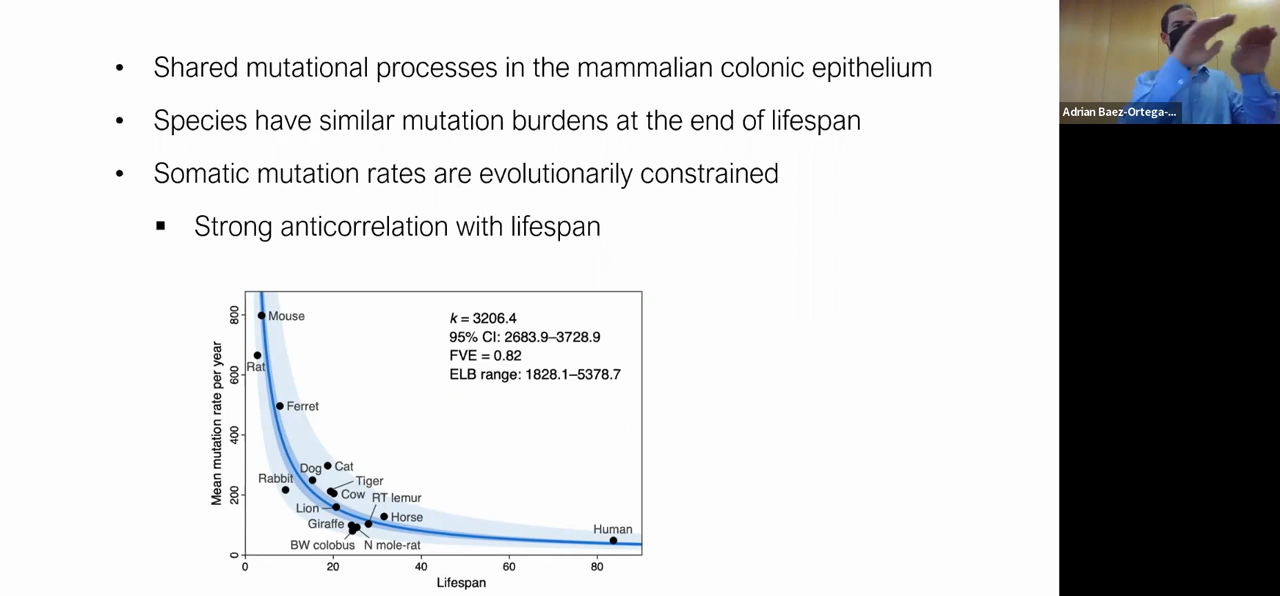 • Shared mutational processes in the mammalian colonic epithelium
• Species have similar mutation burdens at the end of lifespan
• Somatic mutation rates are evolutionarily constrained
▪ Strong anticorrelation with lifespan
Adrian Baez-Ortega-...
k = 3206.4
95% CI: 2683.9–3728.9
FVE = 0.82
ELB range: 1828.1–5378.7
Mean mutation rate per year
800
600
400
200
0
Mouse
Rat
Ferret
Dog
Cat
Rabbit
Tiger
Cow
RT lemur
Lion
Horse
Giraffe
Human
BW colobus
N mole-rat
0 20 40 60 80
Lifespan